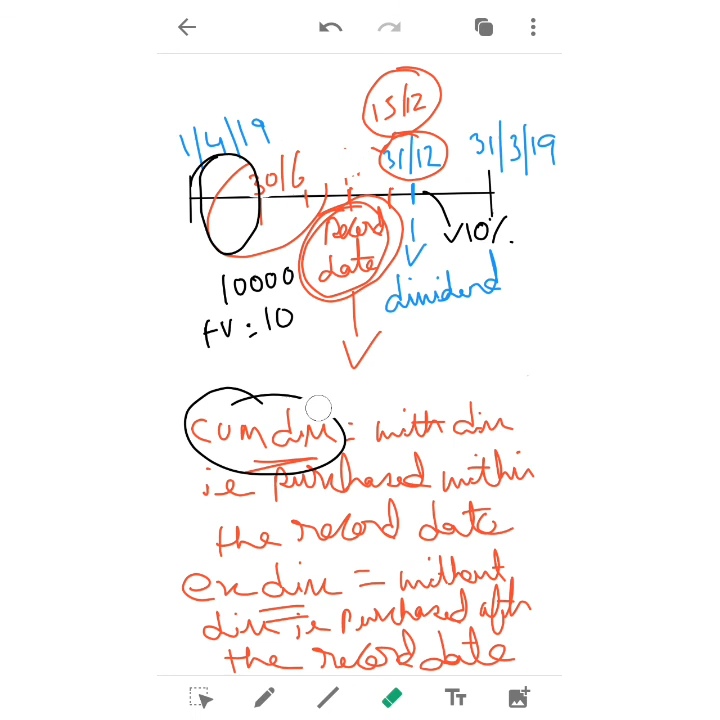 15/12
1/4/19
30/6
31/12
31/3/19
Record
date
10%
10000
dividend
FV = 10
cum div : with div
i.e purchased within
the record date
ex div = without
div i.e purchased after
the record date
Tт